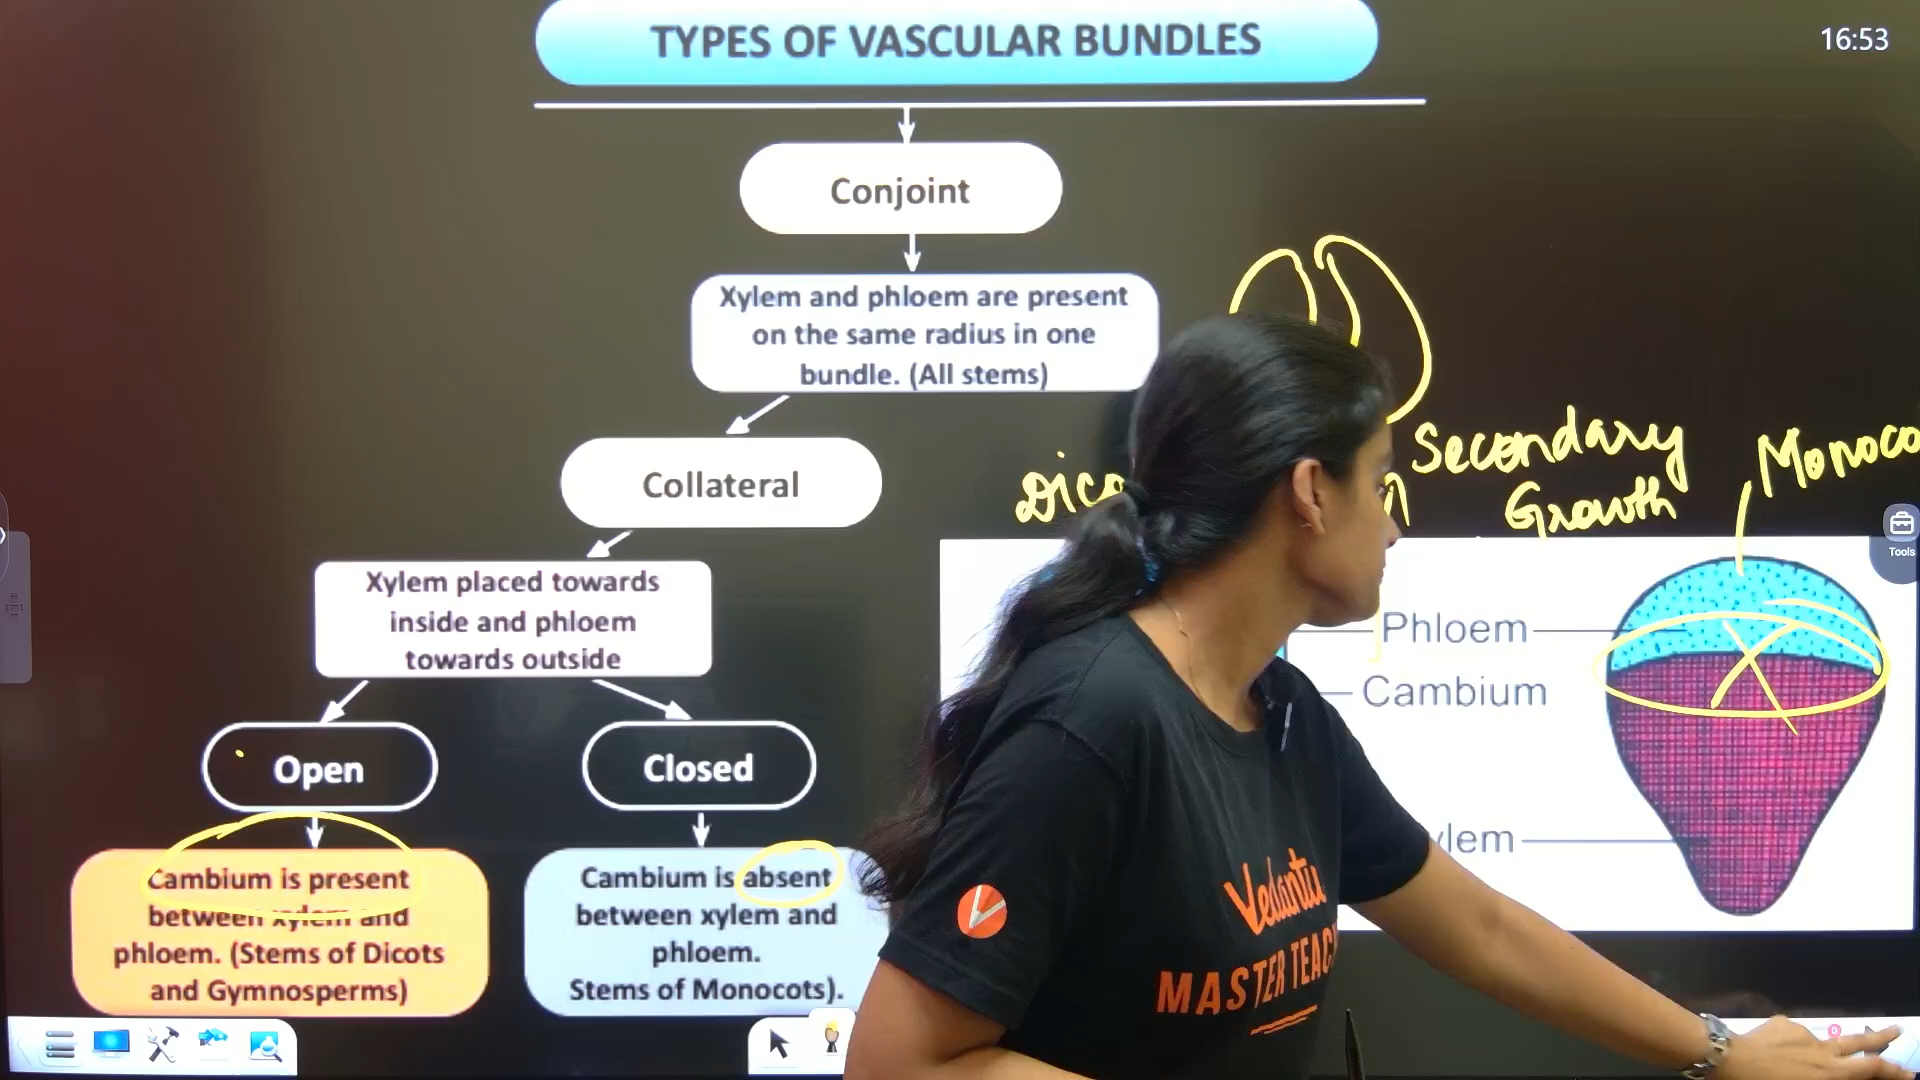 TYPES OF VASCULAR BUNDLES
16:53
Conjoint
Xylem and phloem are present
on the same radius in one
bundle. (All stems)
Collateral
Secondary
Growth
Xylem placed towards
inside and phloem
towards outside
Tools
Phloem
Cambium
Open
Closed
Cambium is present
between xylem and
phloem. (Stems of Dicots
and Gymnosperms)
Cambium is absent
between xylem and
phloem.
Stems of Monocots).
MASTER